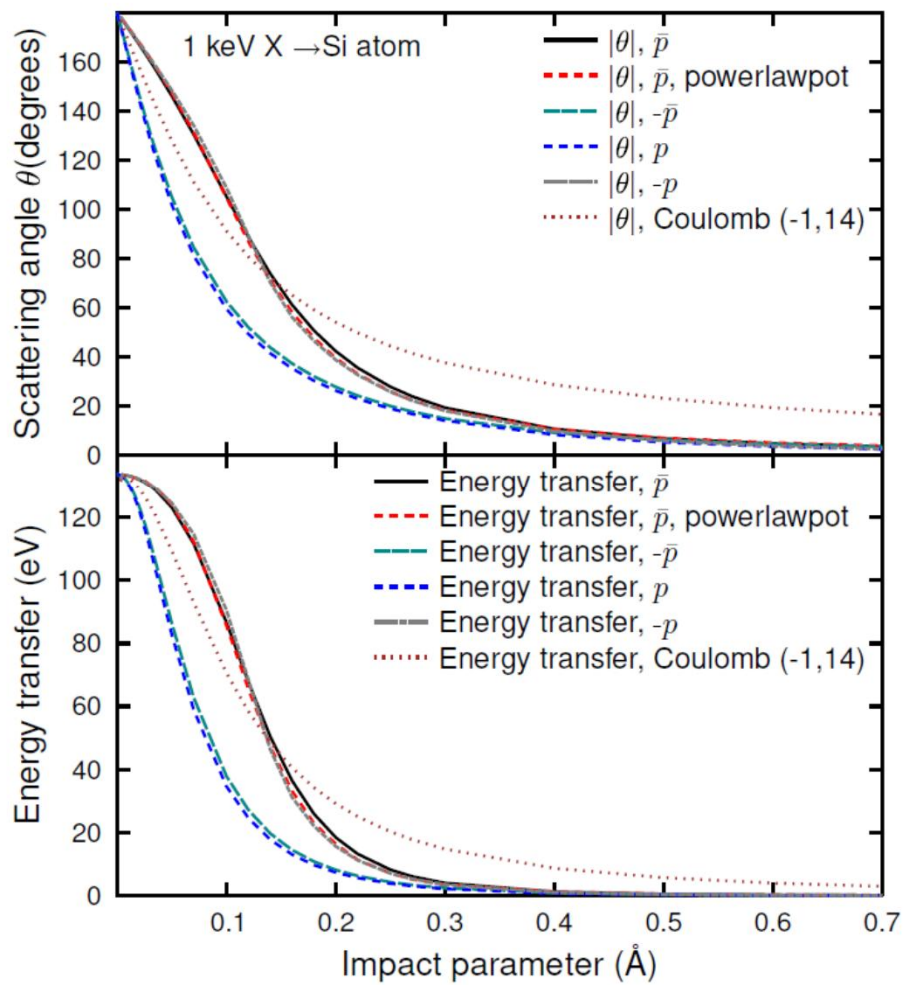 1 keV X →Si atom
|θ|, p̄
|θ|, p̄, powerlawpot
|θ|, -p̄
|θ|, p
|θ|, -p
|θ|, Coulomb (-1,14)
Scattering angle θ(degrees)
160
140
120
100
80
60
40
20
0
Energy transfer, p̄
Energy transfer, p̄, powerlawpot
Energy transfer, -p̄
Energy transfer, p
Energy transfer, -p
Energy transfer, Coulomb (-1,14)
Energy transfer (eV)
120
100
80
60
40
20
0
0.1 0.2 0.3 0.4 0.5 0.6 0.7
Impact parameter (Å)